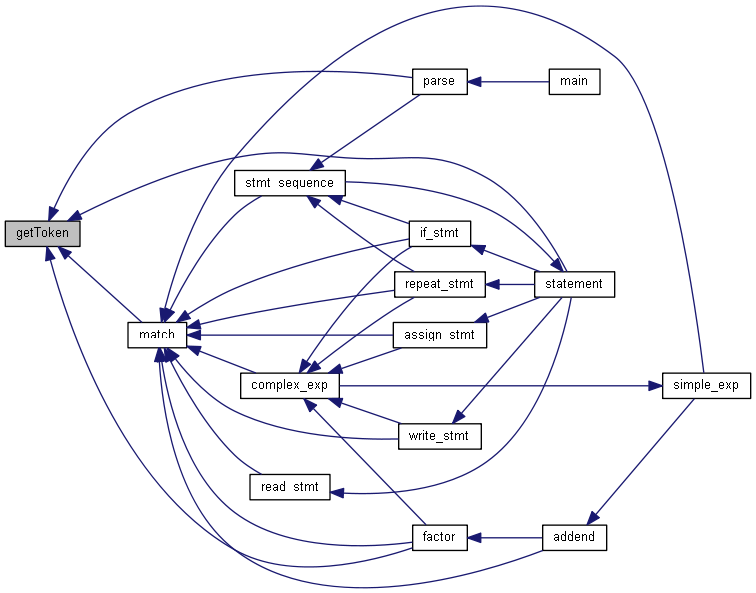 parse
main
stmt_sequence
getToken
if_stmt
repeat_stmt
statement
match
assign_stmt
complex_exp
simple_exp
write_stmt
read_stmt
factor
addend